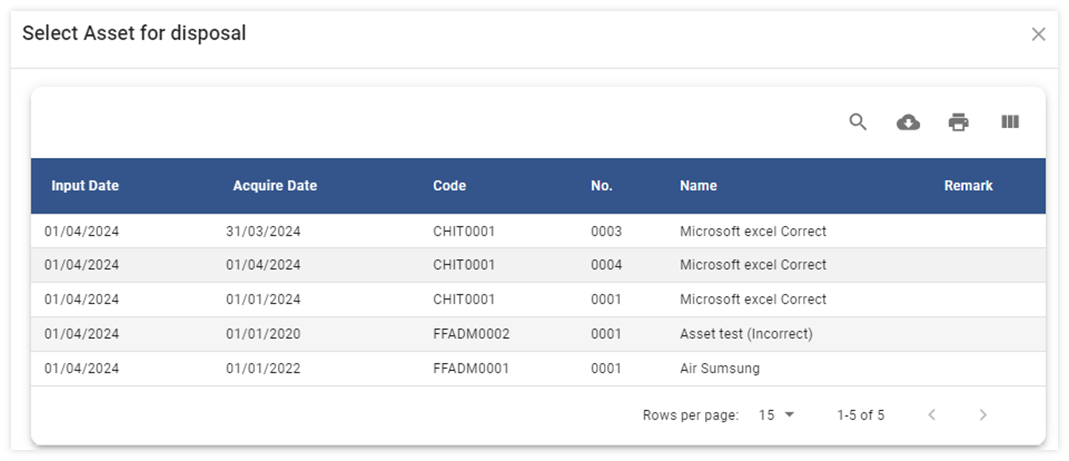 Select Asset for disposal
Input Date Acquire Date Code No. Name Remark
01/04/2024 31/03/2024 CHIT0001 0003 Microsoft excel Correct
01/04/2024 01/04/2024 CHIT0001 0004 Microsoft excel Correct
01/04/2024 01/01/2024 CHIT0001 0001 Microsoft excel Correct
01/04/2024 01/01/2020 FFADM0002 0001 Asset test (Incorrect)
01/04/2024 01/01/2022 FFADM0001 0001 Air Sumsung
Rows per page: 15 1-5 of 5